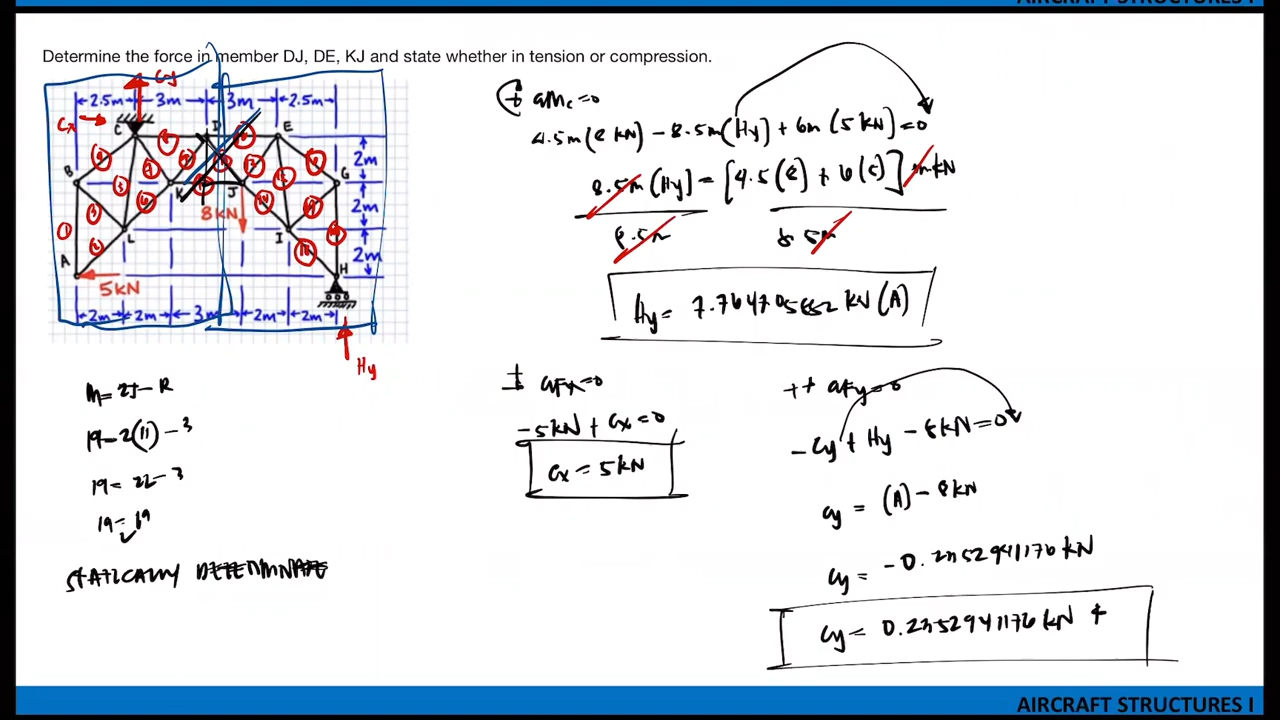 AIRCRAFT STRUCTURES I
Determine the force in member DJ, DE, KJ and state whether in tension or compression.
Cy
2.5m 3m 3m 2.5m
Cx
C D E
2m
B K J G
8kN 2m
L I
2m
A H
5kN
2m 2m 3m 2m 2m
Hy
M = 2J - R
19 = 2(11) - 3
19 = 22 - 3
19 = 19
STATICALLY DETERMINATE
+ ΣMc = 0
4.5m (8 kN) - 8.5m (Hy) + 6m (5 kN) = 0
8.5m (Hy) = [4.5(8) + 6(5)] mkN
8.5m 8.5m
Hy = 7.764705882 kN (A)
+ ΣFx = 0
-5kN + Cx = 0
Cx = 5kN
+↑ ΣFy = 0
- Cy + Hy - 8kN = 0
Cy = (A) - 8kN
Cy = -0.2352941176 kN
Cy = 0.2352941176 kN ↑
AIRCRAFT STRUCTURES I